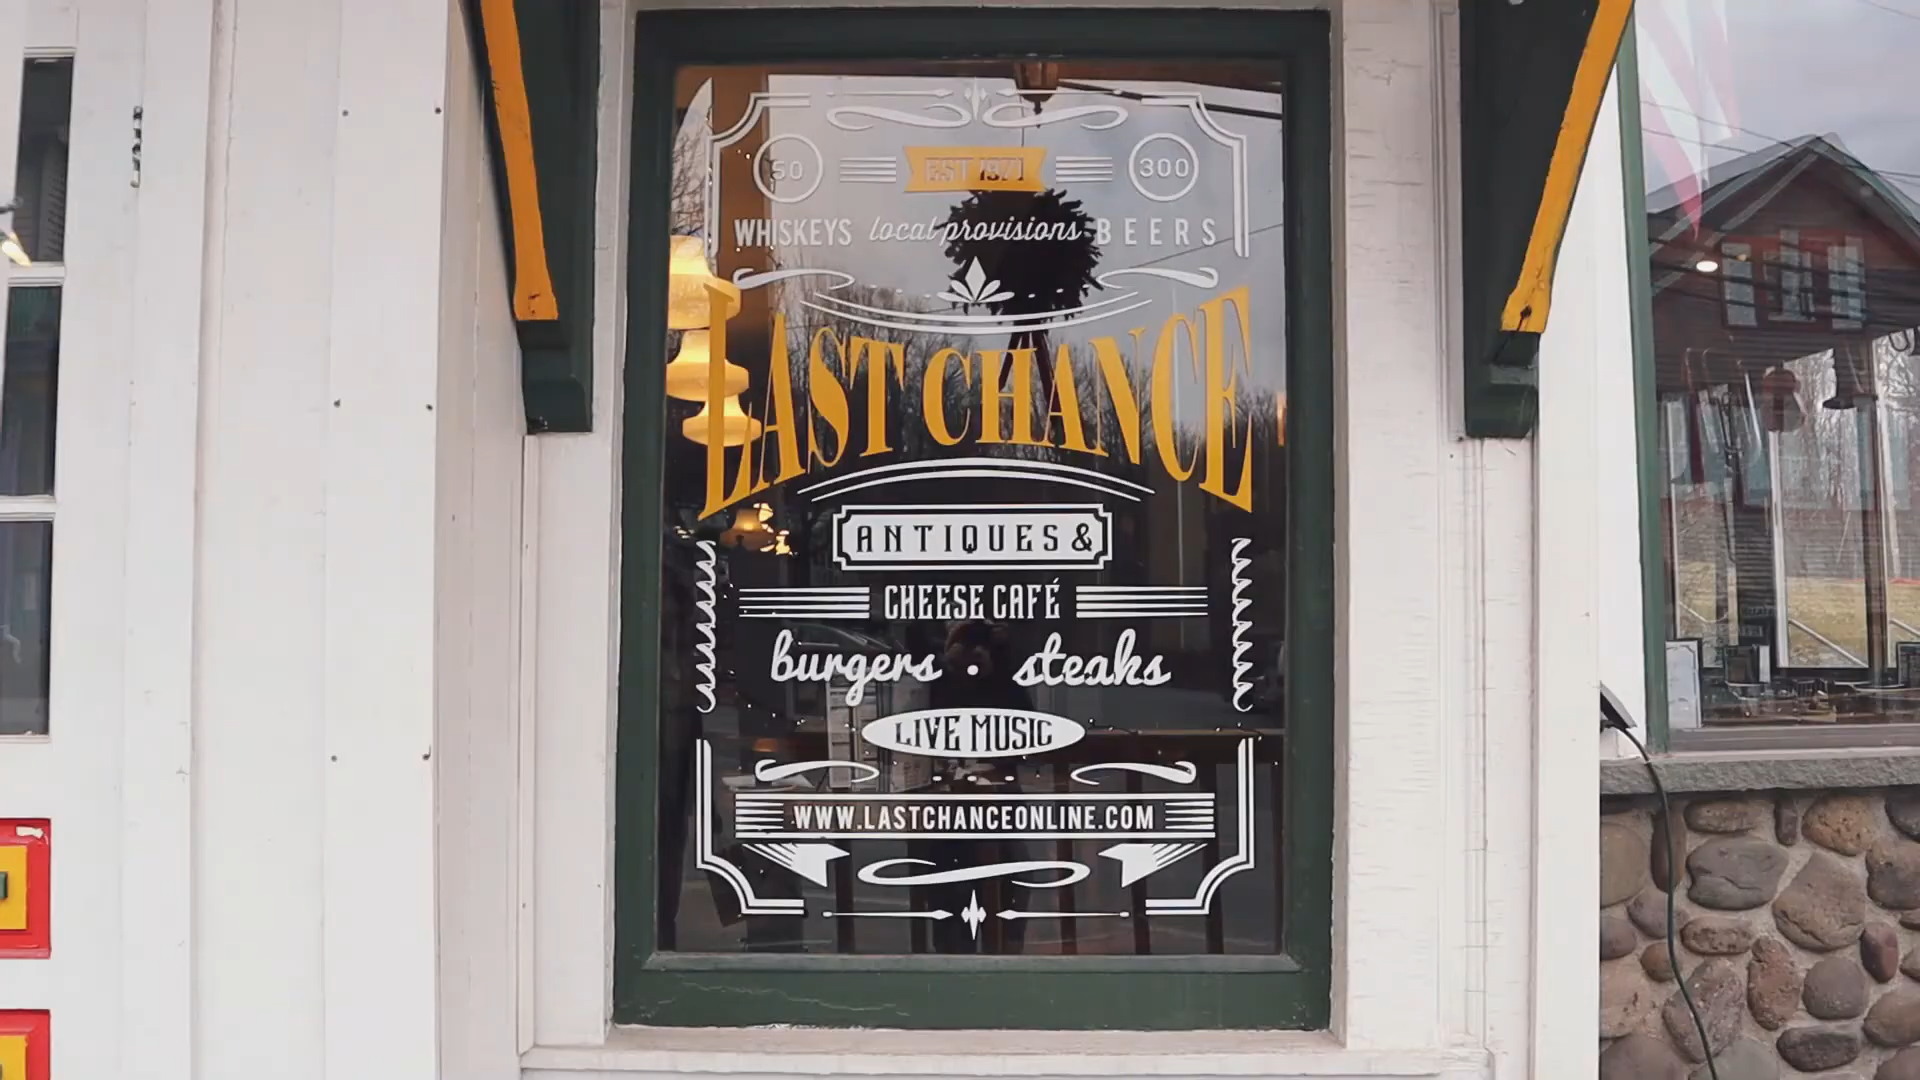 EST 1971
50 300
WHISKEYS local provisions BEERS
LAST CHANCE
ANTIQUES &
CHEESE CAFÉ
burgers · steaks
LIVE MUSIC
WWW.LASTCHANCEONLINE.COM